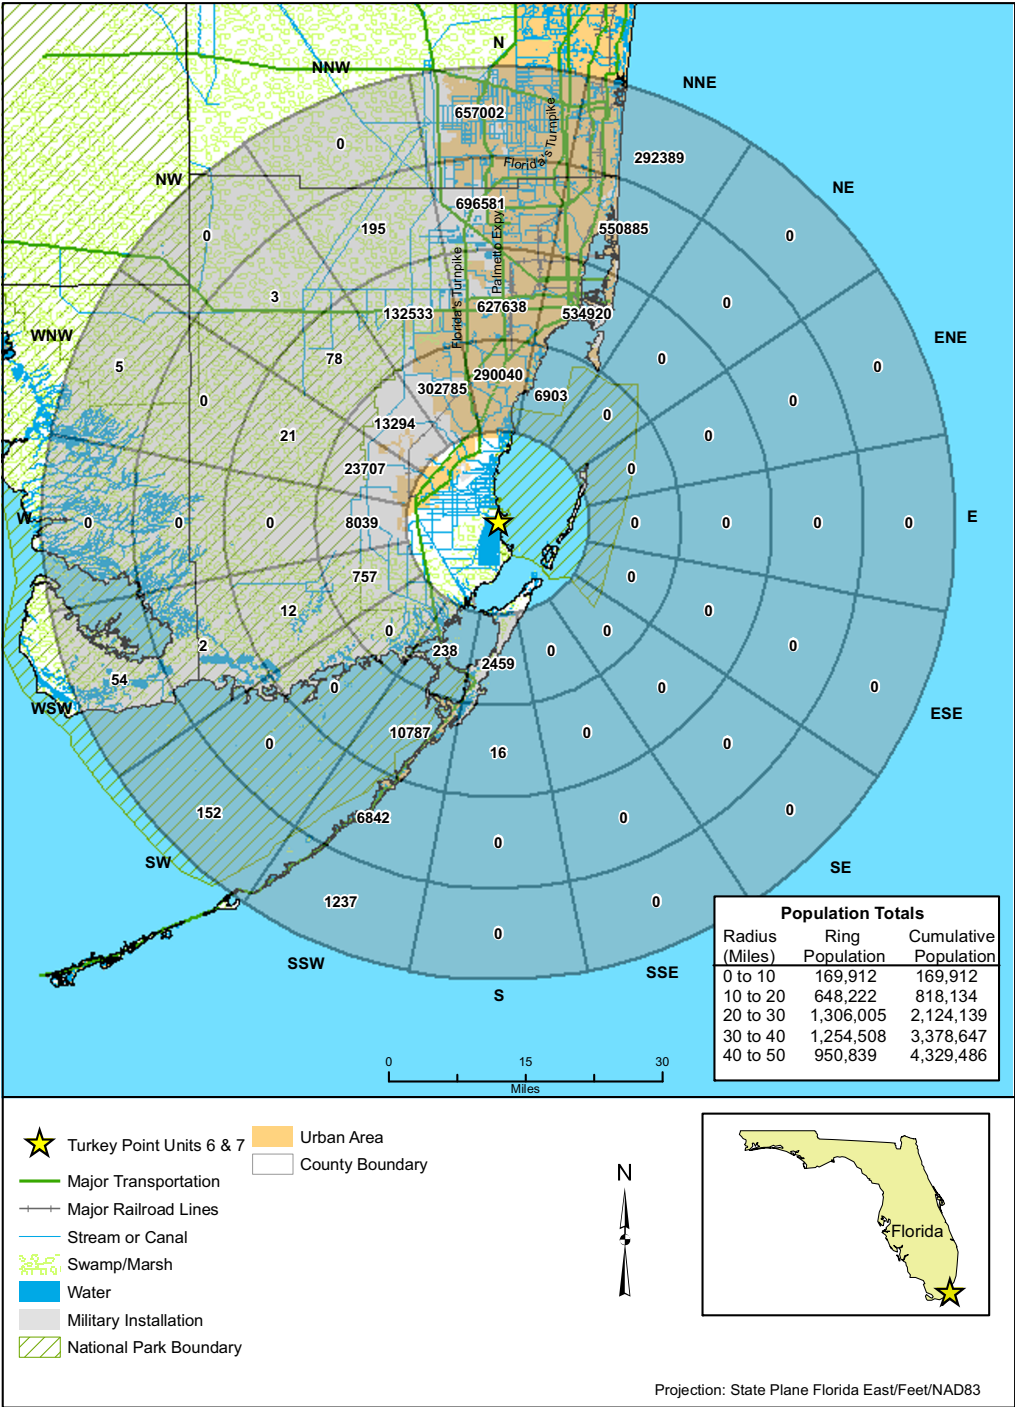 N
NNW
NNE
657002
0
Florida's Turnpike
292389
NW
NE
696581
195
550885
0
0
Palmetto Expy
Florida's Turnpike
3
0
627638
132533
534920
WNW
ENE
78
0
5
0
290040
302785
6903
0
0
0
13294
21
0
23707
0
W
0
0
0
8039
0
0
0
0
E
757
0
12
0
0
0
2
238
0
0
2459
54
0
0
0
WSW
ESE
10787
0
0
0
16
152
6842
0
0
0
SW
SE
1237
0
0
SSW
SSE
S
Population Totals
Radius Ring Cumulative
(Miles) Population Population
0 to 10 169,912 169,912
10 to 20 648,222 818,134
20 to 30 1,306,005 2,124,139
30 to 40 1,254,508 3,378,647
40 to 50 950,839 4,329,486
0 15 30
Miles
Turkey Point Units 6 & 7
Urban Area
County Boundary
Major Transportation
Major Railroad Lines
Stream or Canal
Swamp/Marsh
Water
Military Installation
National Park Boundary
N
Florida
Projection: State Plane Florida East/Feet/NAD83